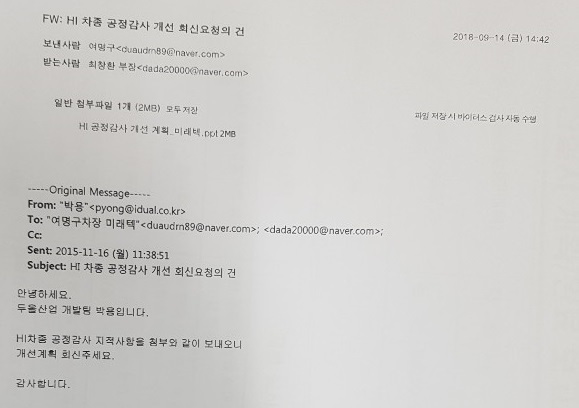 FW: HI 차종 공정감사 개선 회신요청의 건
2018-09-14 (금) 14:42
보낸사람 여명구<duaudrn89@naver.com>
받는사람 최창한 부장<dada20000@naver.com>
일반 첨부파일 1개 (2MB) 모두저장
파일 저장 시 바이러스 검사 자동 수행
HI 공정감사 개선 계획_미래텍.ppt 2MB
-----Original Message-----
From: "박용"<pyong@idual.co.kr>
To: "여명구차장 미래텍"<duaudrn89@naver.com>; <dada20000@naver.com>;
Cc:
Sent: 2015-11-16 (월) 11:38:51
Subject: HI 차종 공정감사 개선 회신요청의 건
안녕하세요.
두올산업 개발팀 박용입니다.
HI차종 공정감사 지적사항을 첨부와 같이 보내오니
개선계획 회신주세요.
감사합니다.